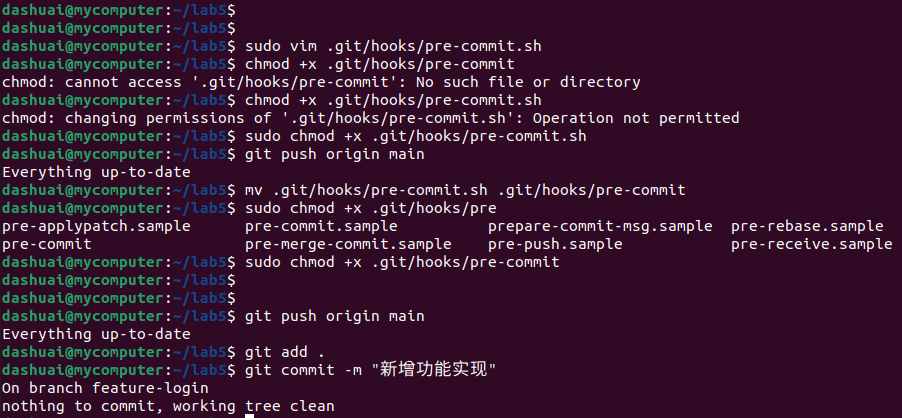 dashuai@mycomputer:~/lab5$
dashuai@mycomputer:~/lab5$
dashuai@mycomputer:~/lab5$ sudo vim .git/hooks/pre-commit.sh
dashuai@mycomputer:~/lab5$ chmod +x .git/hooks/pre-commit
chmod: cannot access '.git/hooks/pre-commit': No such file or directory
dashuai@mycomputer:~/lab5$ chmod +x .git/hooks/pre-commit.sh
chmod: changing permissions of '.git/hooks/pre-commit.sh': Operation not permitted
dashuai@mycomputer:~/lab5$ sudo chmod +x .git/hooks/pre-commit.sh
dashuai@mycomputer:~/lab5$ git push origin main
Everything up-to-date
dashuai@mycomputer:~/lab5$ mv .git/hooks/pre-commit.sh .git/hooks/pre-commit
dashuai@mycomputer:~/lab5$ sudo chmod +x .git/hooks/pre
pre-applypatch.sample pre-commit.sample prepare-commit-msg.sample pre-rebase.sample
pre-commit pre-merge-commit.sample pre-push.sample pre-receive.sample
dashuai@mycomputer:~/lab5$ sudo chmod +x .git/hooks/pre-commit
dashuai@mycomputer:~/lab5$
dashuai@mycomputer:~/lab5$
dashuai@mycomputer:~/lab5$ git push origin main
Everything up-to-date
dashuai@mycomputer:~/lab5$ git add .
dashuai@mycomputer:~/lab5$ git commit -m "新增功能实现"
On branch feature-login
nothing to commit, working tree clean